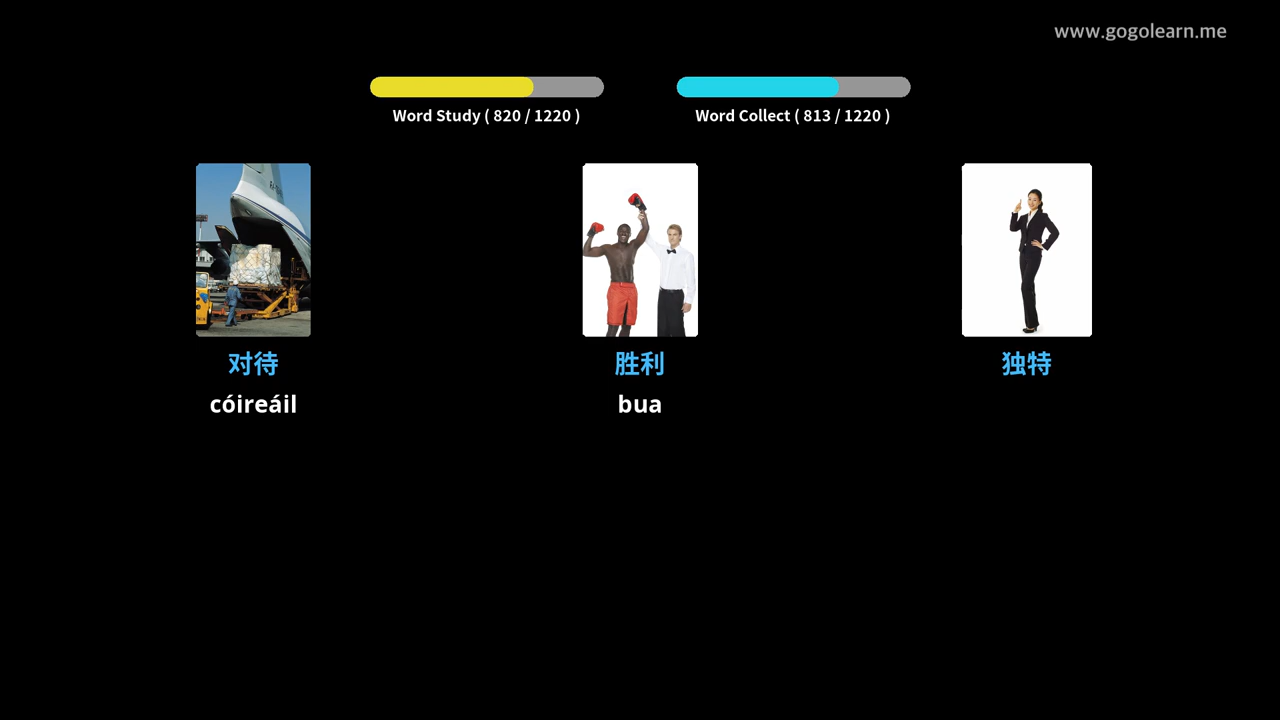 www.gogolearn.me
Word Study ( 820 / 1220 )
Word Collect ( 813 / 1220 )
对待
胜利
独特
cóireáil
bua